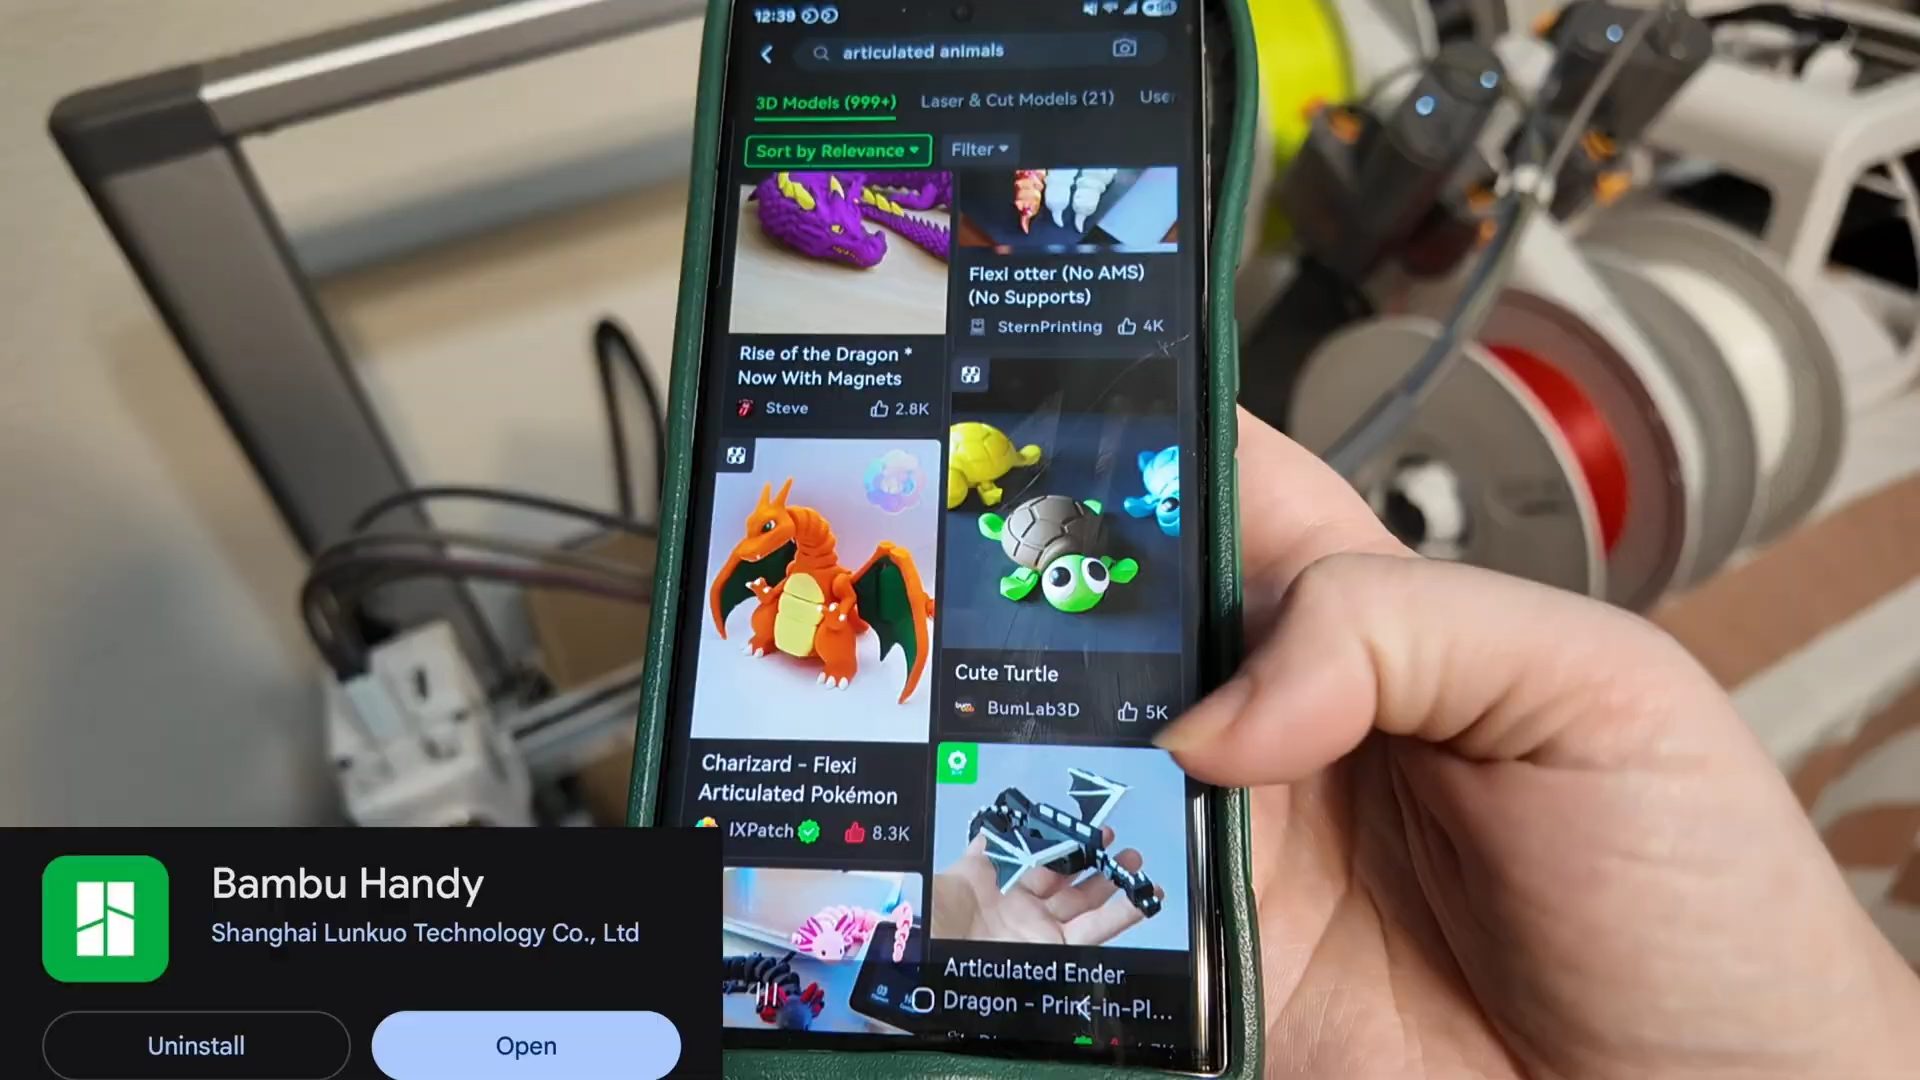 12:39
articulated animals
3D Models (999+)
Laser & Cut Models (21)
Sort by Relevance
Filter
Flexi otter (No AMS)
(No Supports)
SternPrinting 4K
Rise of the Dragon *
Now With Magnets
Steve 2.8K
Cute Turtle
BumLab3D 5K
Charizard - Flexi
Articulated Pokémon
IXPatch 8.3K
Articulated Ender
Dragon - Print-in-Pl...
Bambu Handy
Shanghai Lunkuo Technology Co., Ltd
Uninstall
Open